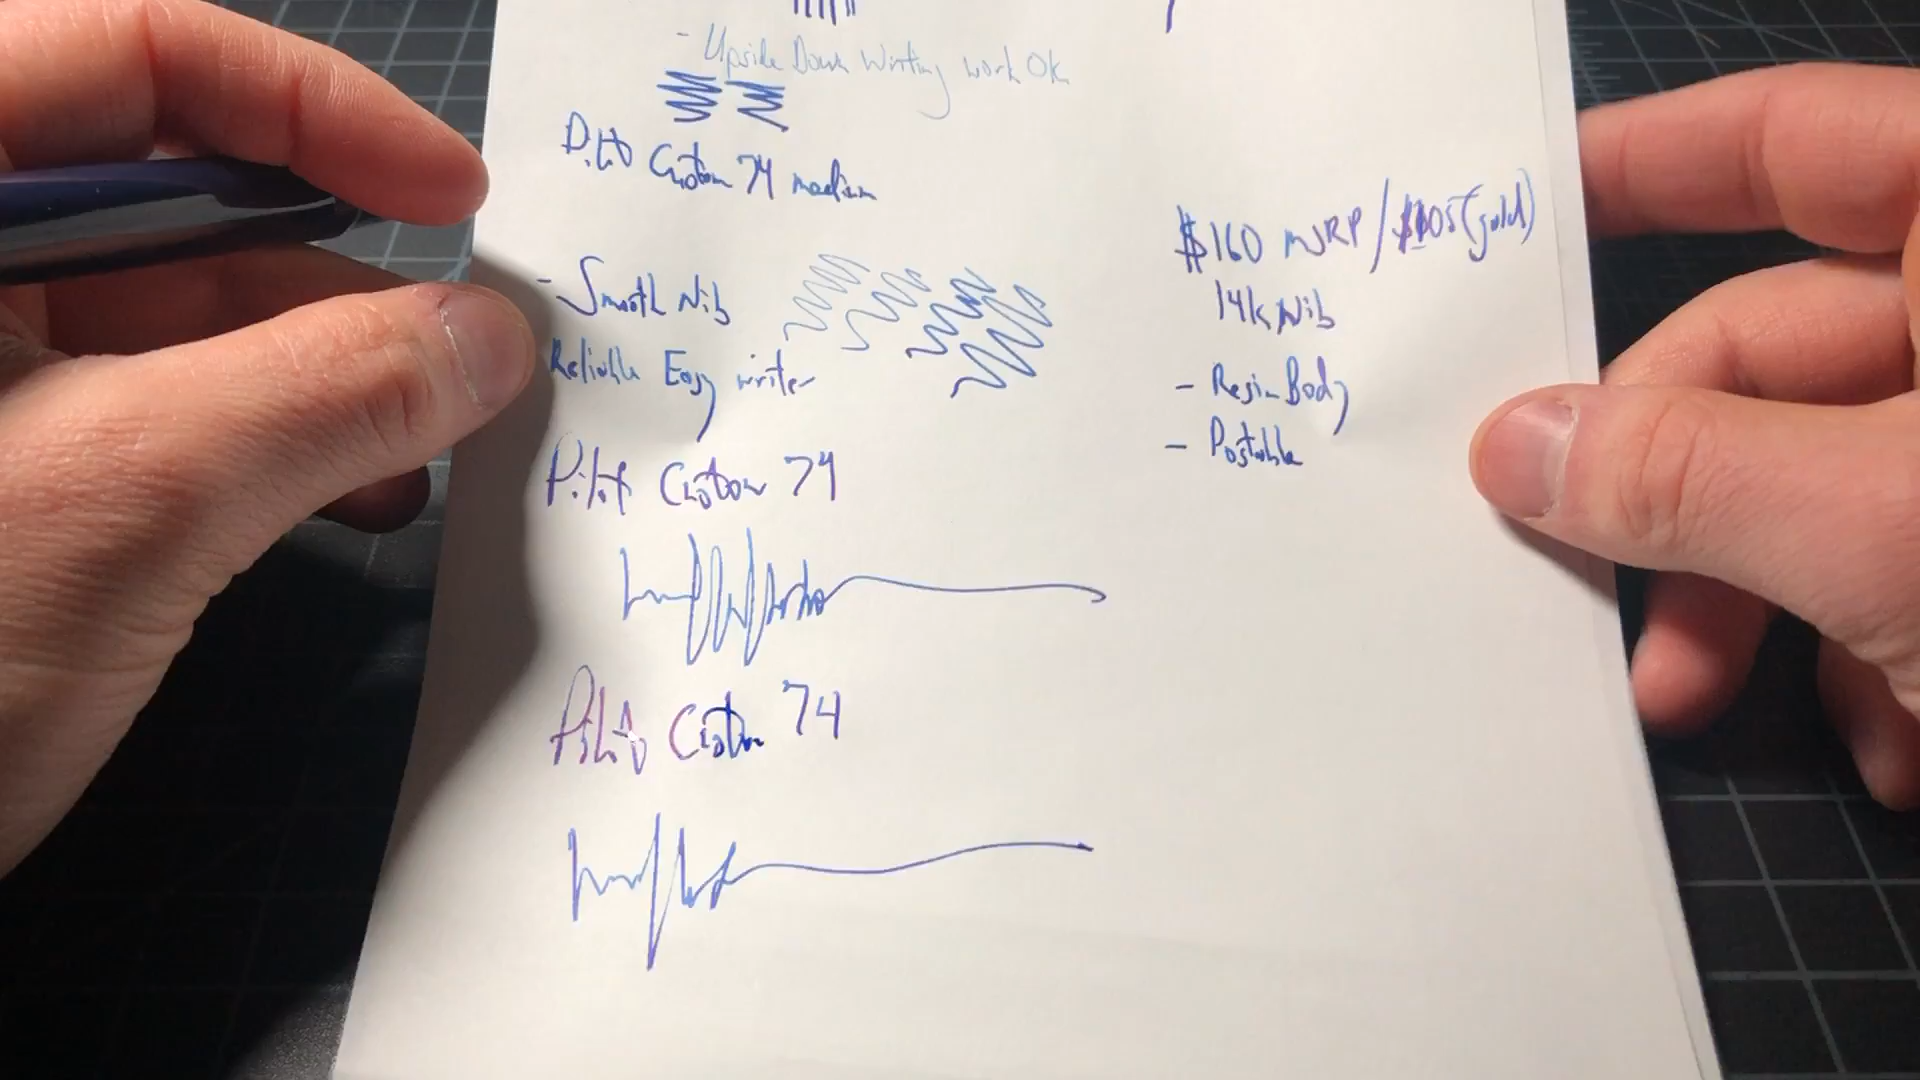 - Upside Down Writing work Ok
Pilot Custom 74 medium
- Smooth Nib
Reliable Easy writer
Pilot Custom 74
Pilot Custom 74
$160 MSRP / $105 (gold)
14k Nib
- Resin Body
- Postable